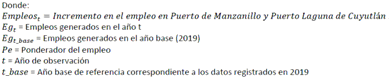 Donde:
Empleos_t = Incremento en el empleo en Puerto de Manzanillo y Puerto Laguna de Cuyutlán
Eg_t = Empleos generados en el año t
Eg_t_base = Empleos generados en el año base (2019)
Pe = Ponderador del empleo
t = Año de observación
t_base = Año base de referencia correspondiente a los datos registrados en 2019